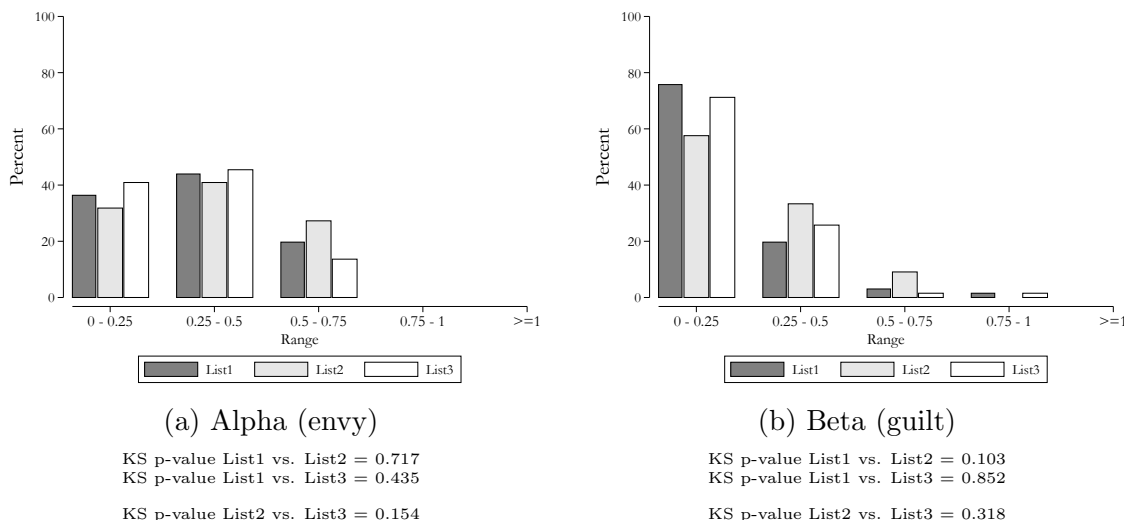 100
80
60
40
20
0
Percent
0 - 0.25
0.25 - 0.5
0.5 - 0.75
0.75 - 1
>=1
Range
List1
List2
List3
(a) Alpha (envy)
KS p-value List1 vs. List2 = 0.717
KS p-value List1 vs. List3 = 0.435
KS p-value List2 vs. List3 = 0.154
100
80
60
40
20
0
Percent
0 - 0.25
0.25 - 0.5
0.5 - 0.75
0.75 - 1
>=1
Range
List1
List2
List3
(b) Beta (guilt)
KS p-value List1 vs. List2 = 0.103
KS p-value List1 vs. List3 = 0.852
KS p-value List2 vs. List3 = 0.318